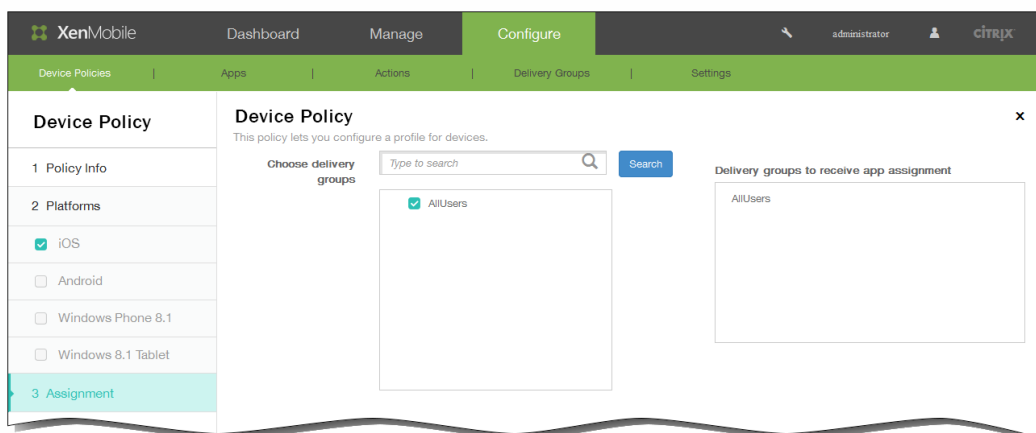 XenMobile Dashboard Manage Configure administrator CITRIX
Device Policies | Apps | Actions | Delivery Groups | Settings
Device Policy
1 Policy Info
2 Platforms
iOS
Android
Windows Phone 8.1
Windows 8.1 Tablet
3 Assignment
Device Policy x
This policy lets you configure a profile for devices.
Choose delivery
groups
Type to search Search
AllUsers
Delivery groups to receive app assignment
AllUsers